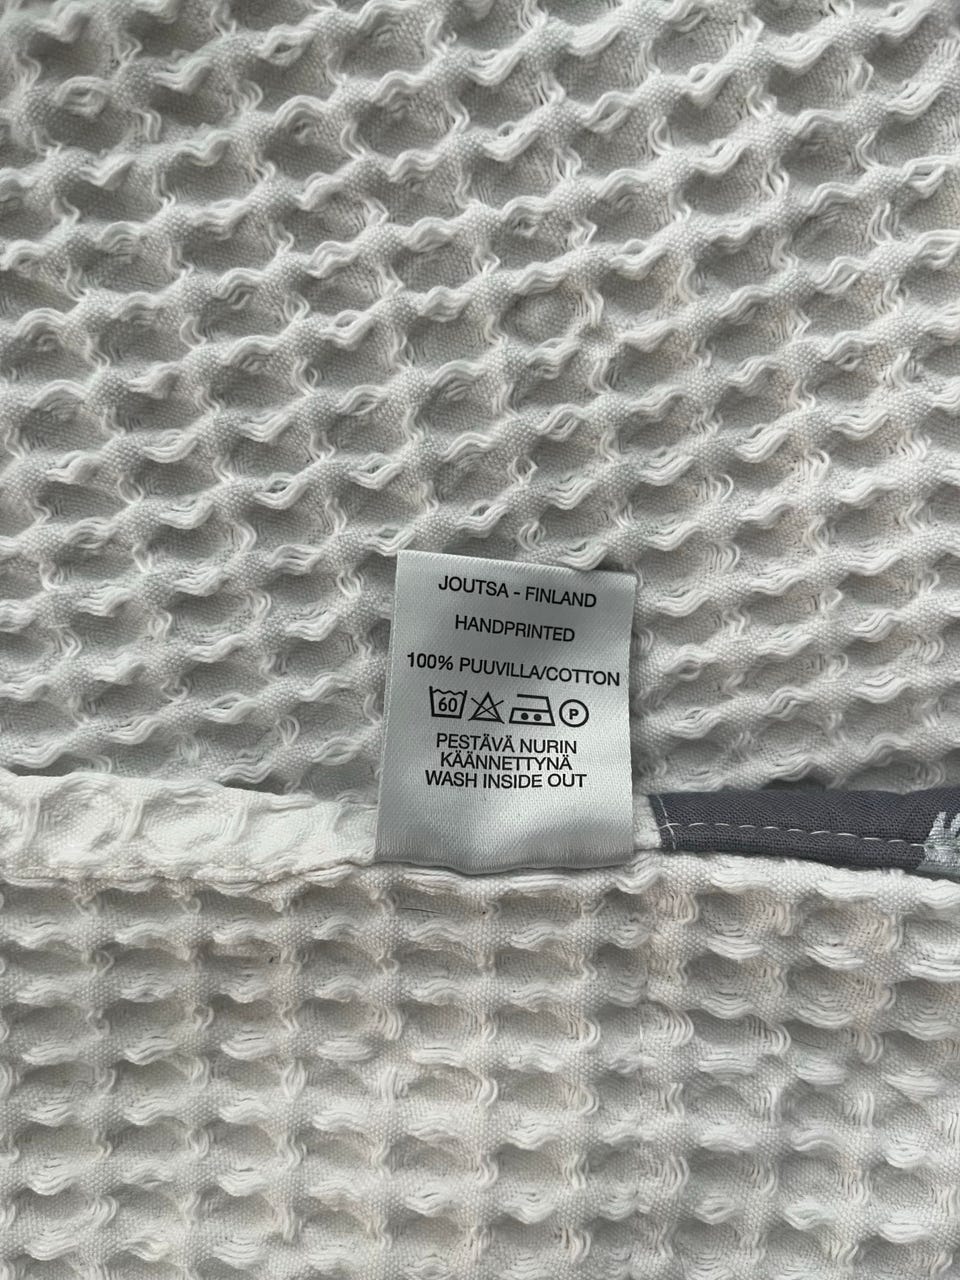 JOUTSA - FINLAND
HANDPRINTED
100% PUUVILLA/COTTON
60 P
PESTÄVÄ NURIN
KÄÄNNETTYNÄ
WASH INSIDE OUT